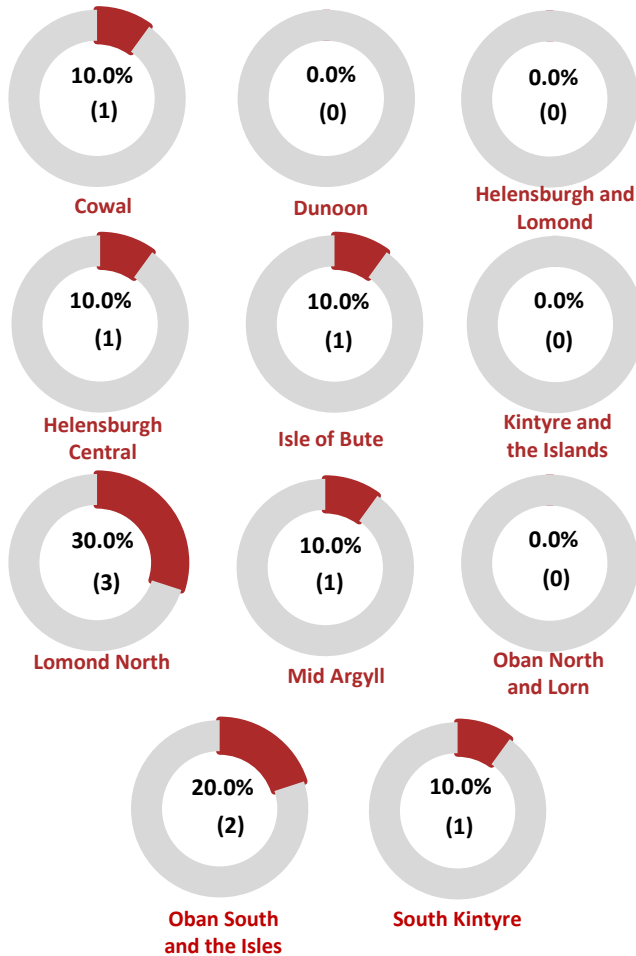 10.0%
(1)
Cowal
0.0%
(0)
Dunoon
0.0%
(0)
Helensburgh and
Lomond
10.0%
(1)
Helensburgh
Central
10.0%
(1)
Isle of Bute
0.0%
(0)
Kintyre and
the Islands
30.0%
(3)
Lomond North
10.0%
(1)
Mid Argyll
0.0%
(0)
Oban North
and Lorn
20.0%
(2)
Oban South
and the Isles
10.0%
(1)
South Kintyre